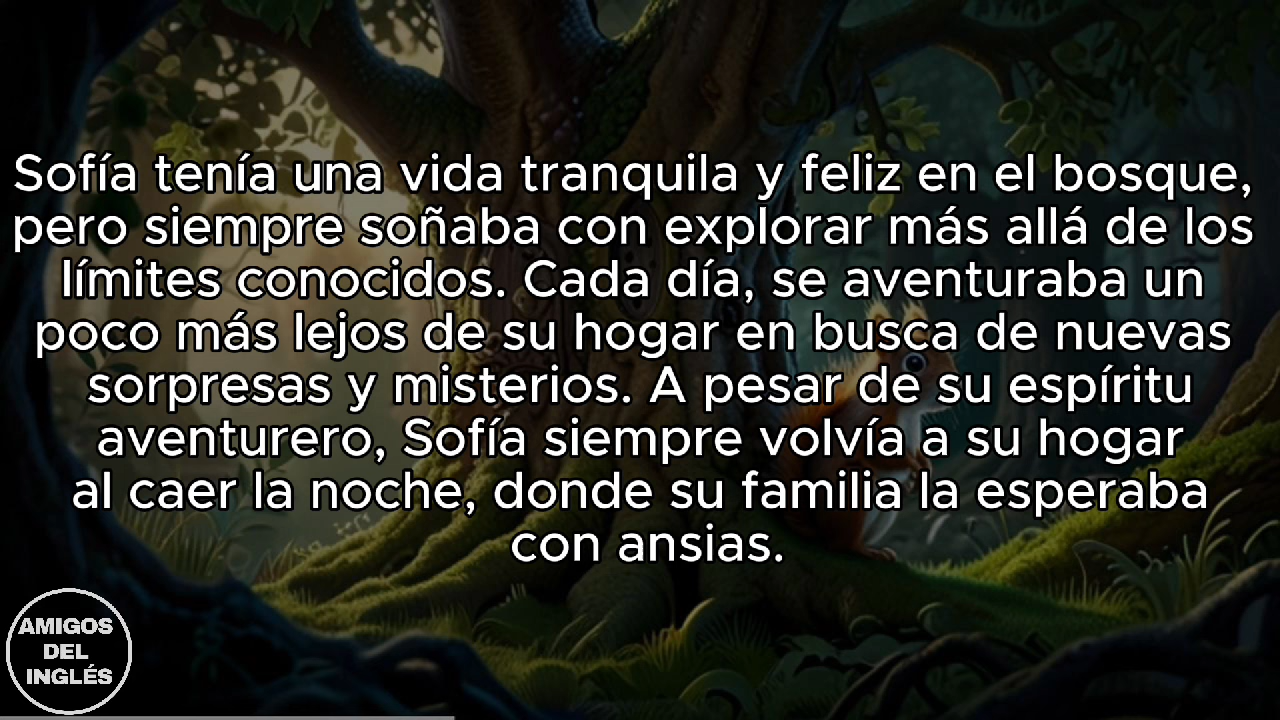 Sofía tenía una vida tranquila y feliz en el bosque,
pero siempre soñaba con explorar más allá de los
límites conocidos. Cada día, se aventuraba un
poco más lejos de su hogar en busca de nuevas
sorpresas y misterios. A pesar de su espíritu
aventurero, Sofía siempre volvía a su hogar
al caer la noche, donde su familia la esperaba
con ansias.
AMIGOS
DEL
INGLÉS